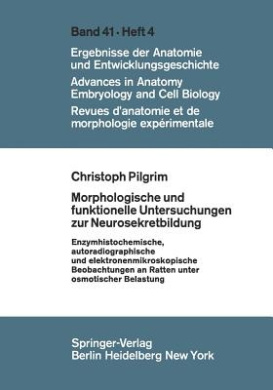 Band 41 · Heft 4
Ergebnisse der Anatomie
und Entwicklungsgeschichte
Advances in Anatomy
Embryology and Cell Biology
Revues d'anatomie et de
morphologie expérimentale
Christoph Pilgrim
Morphologische und
funktionelle Untersuchungen
zur Neurosekretbildung
Enzymhistochemische,
autoradiographische
und elektronenmikroskopische
Beobachtungen an Ratten unter
osmotischer Belastung
Springer-Verlag
Berlin Heidelberg New York